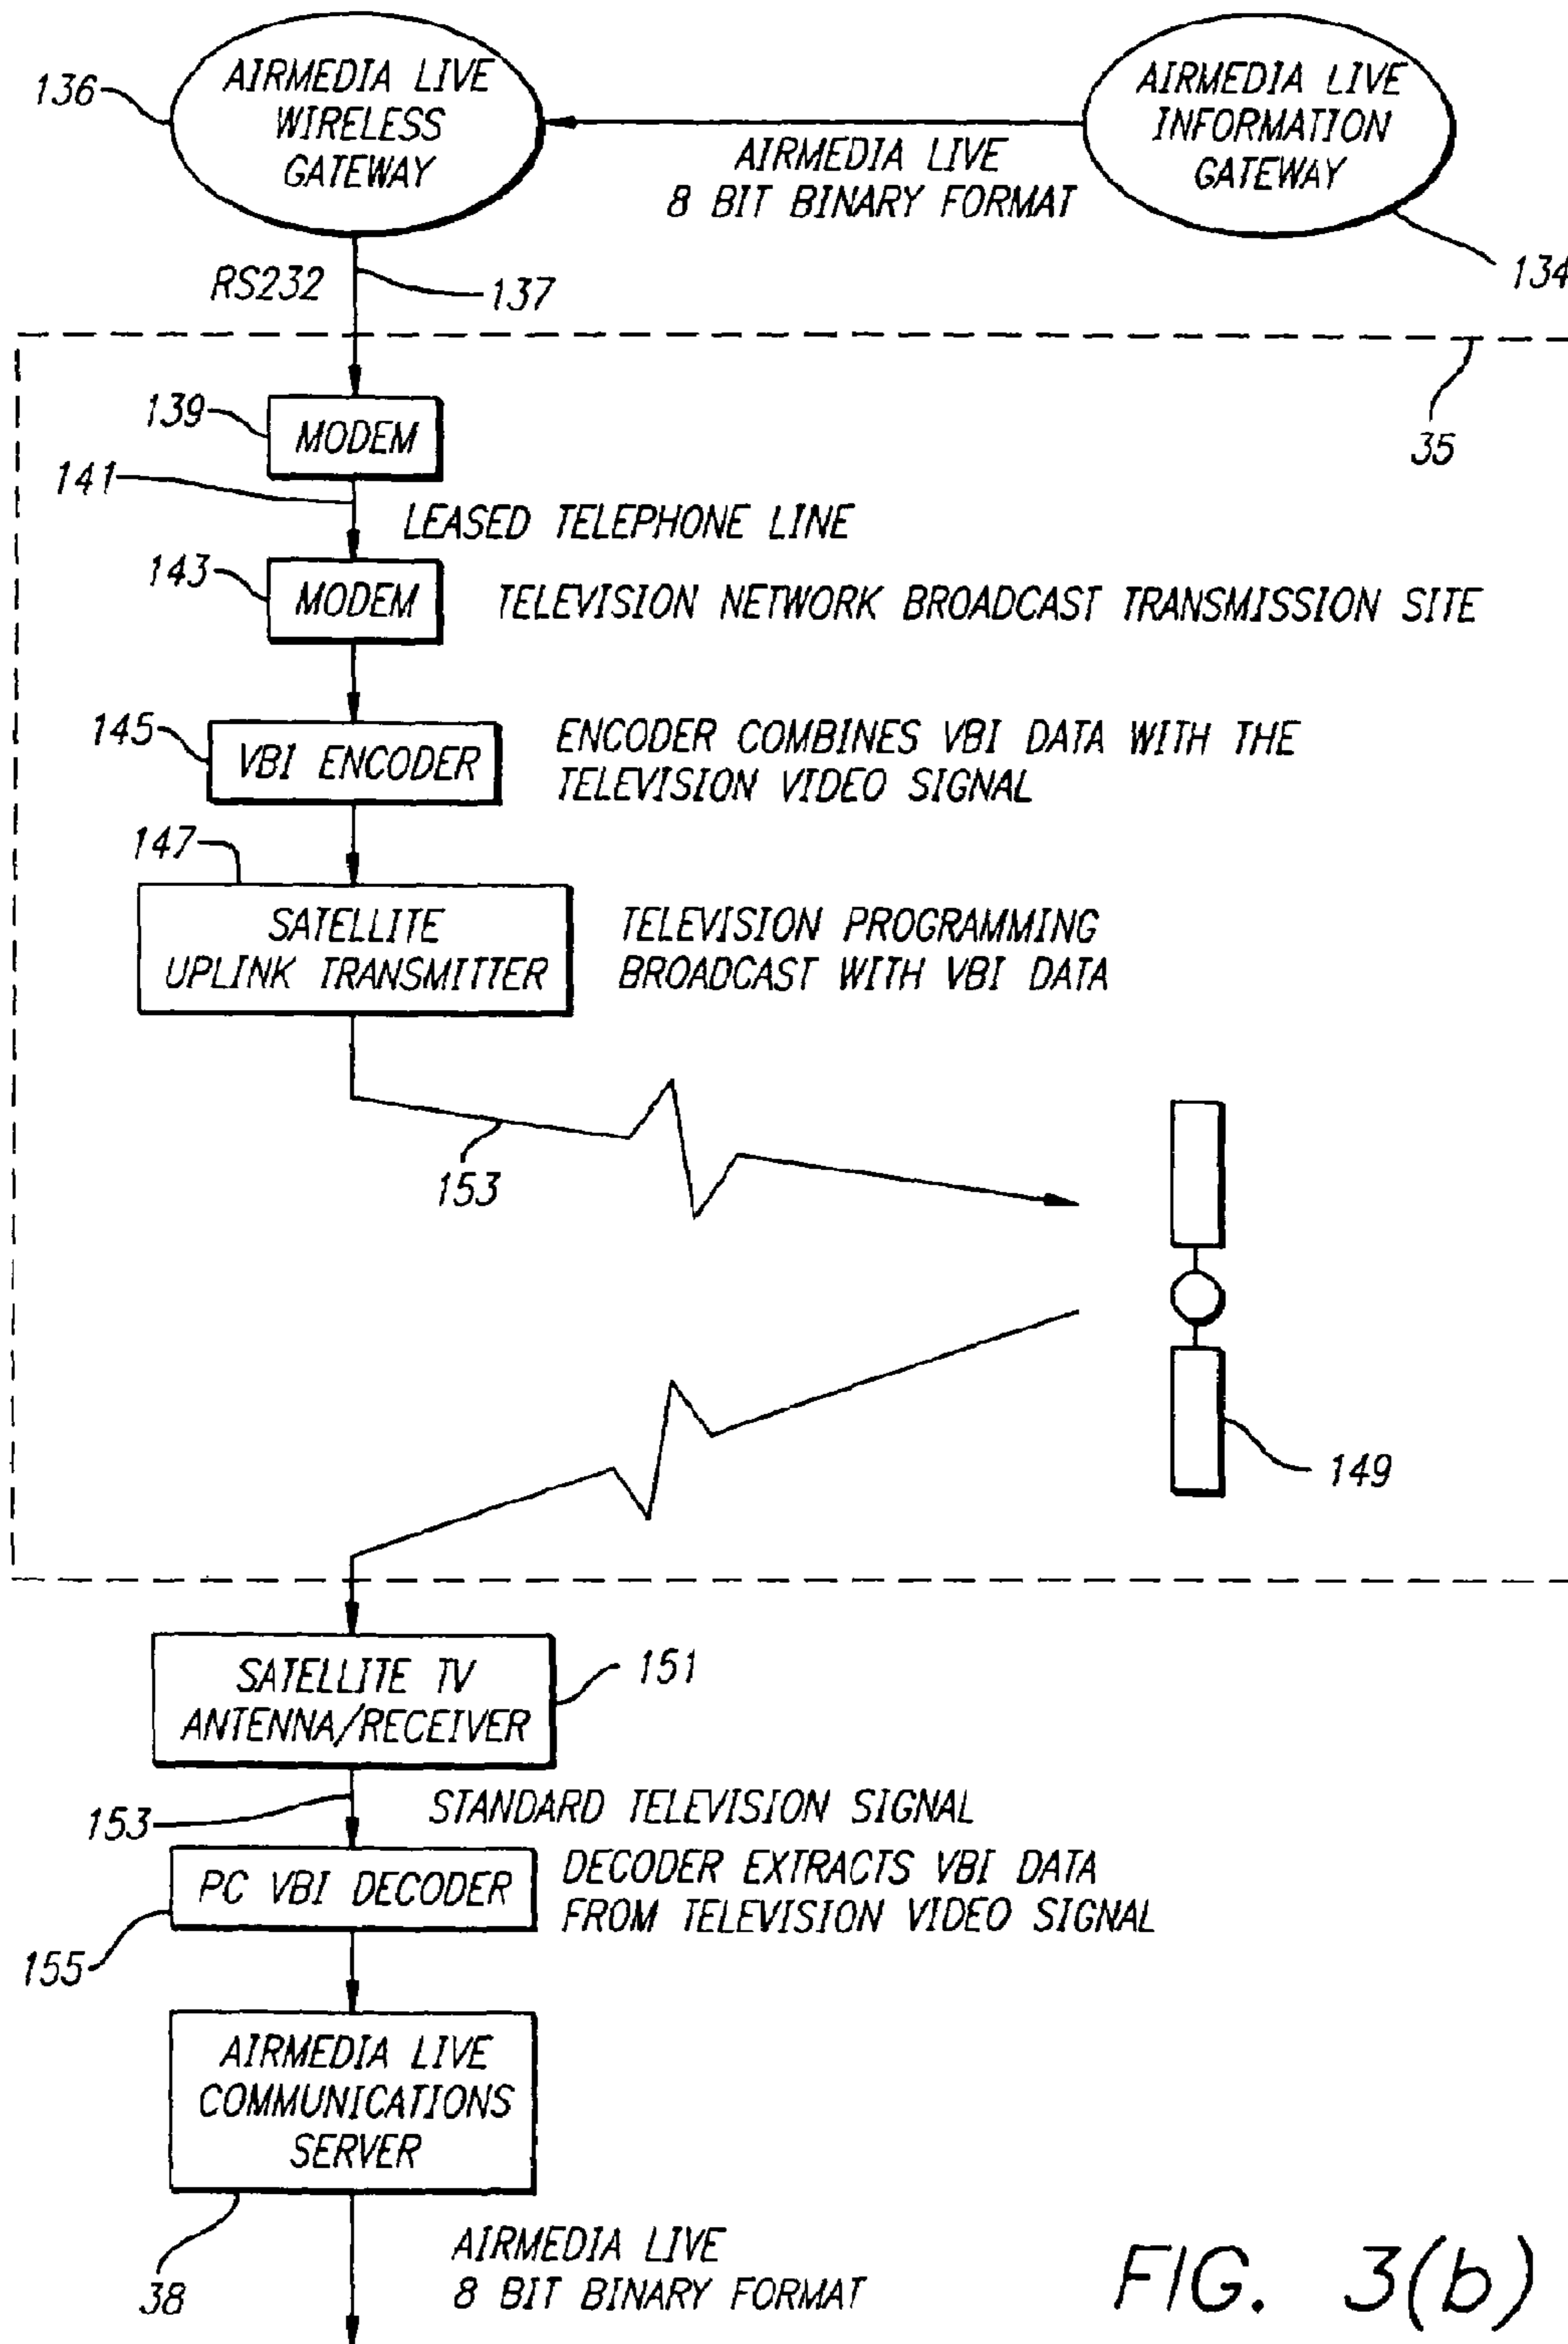 136
AIRMEDIA LIVE
WIRELESS
GATEWAY
AIRMEDIA LIVE
8 BIT BINARY FORMAT
AIRMEDIA LIVE
INFORMATION
GATEWAY
134
RS232
137
35
139
MODEM
141
LEASED TELEPHONE LINE
143
MODEM
TELEVISION NETWORK BROADCAST TRANSMISSION SITE
145
VBI ENCODER
ENCODER COMBINES VBI DATA WITH THE
TELEVISION VIDEO SIGNAL
147
SATELLITE
UPLINK TRANSMITTER
TELEVISION PROGRAMMING
BROADCAST WITH VBI DATA
153
149
SATELLITE TV
ANTENNA/RECEIVER
151
153
STANDARD TELEVISION SIGNAL
PC VBI DECODER
DECODER EXTRACTS VBI DATA
FROM TELEVISION VIDEO SIGNAL
155
AIRMEDIA LIVE
COMMUNICATIONS
SERVER
38
AIRMEDIA LIVE
8 BIT BINARY FORMAT
FIG. 3(b)